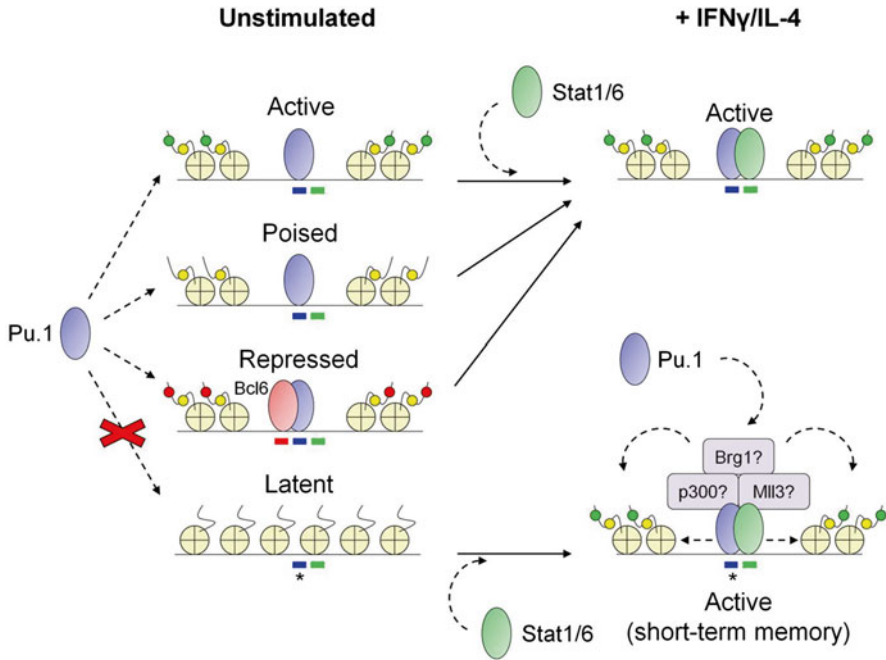 Unstimulated
+ IFNγ/IL-4
Active
Stat1/6
Active
Poised
Pu.1
Repressed
Bcl6
Pu.1
Latent
Brg1?
p300? Mll3?
*
*
Stat1/6
Active
(short-term memory)